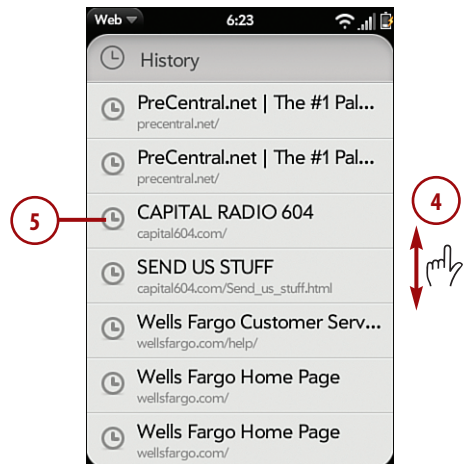 Web 6:23
History
PreCentral.net | The #1 Pal...
precentral.net/
PreCentral.net | The #1 Pal...
precentral.net/
4
5
CAPITAL RADIO 604
capital604.com/
SEND US STUFF
capital604.com/Send_us_stuff.html
Wells Fargo Customer Serv...
wellsfargo.com/help/
Wells Fargo Home Page
wellsfargo.com/
Wells Fargo Home Page
wellsfargo.com/